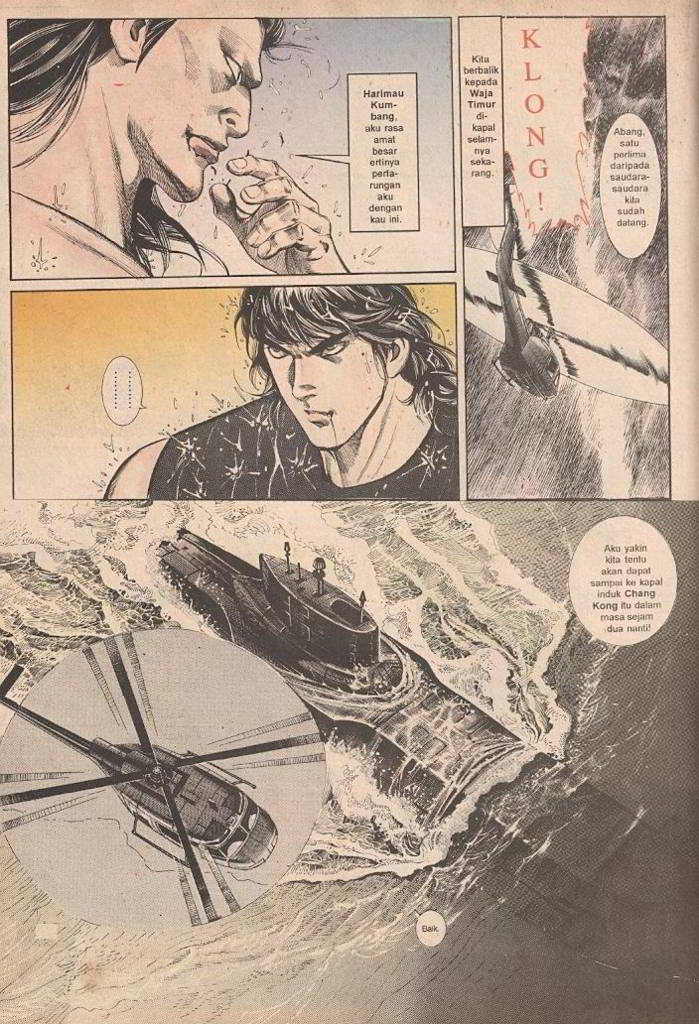 Harimau
Kum-
bang,
aku rasa
amat
besar
ertinya
perta-
rungan
aku
dengan
kau ini.
Kita
berbalik
kepada
Waja
Timur
di-
kapal
selam-
nya
seka-
rang.
KLONG!
Abang,
satu
perlima
daripada
saudara-
saudara
kita
sudah
datang.
Aku yakin
kita tentu
akan dapat
sampai ke kapal
induk Chang
Kong itu dalam
masa sejam
dua nanti!
Baik.